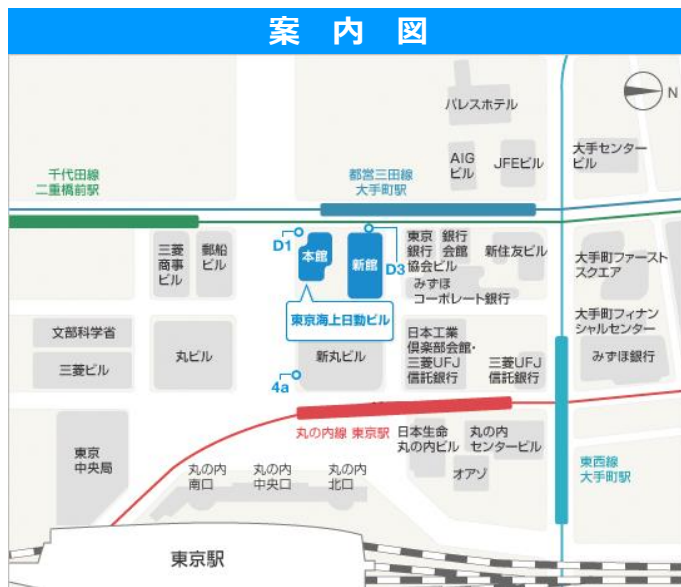 案内図
N
パレスホテル
AIG
ビル
JFEビル
大手センター
ビル
千代田線
二重橋前駅
都営三田線
大手町駅
D1
本館
新館
D3
三菱
商事
ビル
郵船
ビル
東京
銀行
協会ビル
銀行
会館
新住友ビル
みずほ
コーポレート銀行
大手町ファースト
スクエア
東京海上日動ビル
大手町フィナン
シャルセンター
みずほ銀行
文部科学省
三菱ビル
丸ビル
新丸ビル
4a
日本工業
倶楽部会館・
三菱UFJ
信託銀行
三菱UFJ
信託銀行
丸の内線 東京駅
日本生命
丸の内ビル
丸の内
センタービル
オアゾ
東西線
大手町駅
東京
中央局
丸の内
南口
丸の内
中央口
丸の内
北口
東京駅